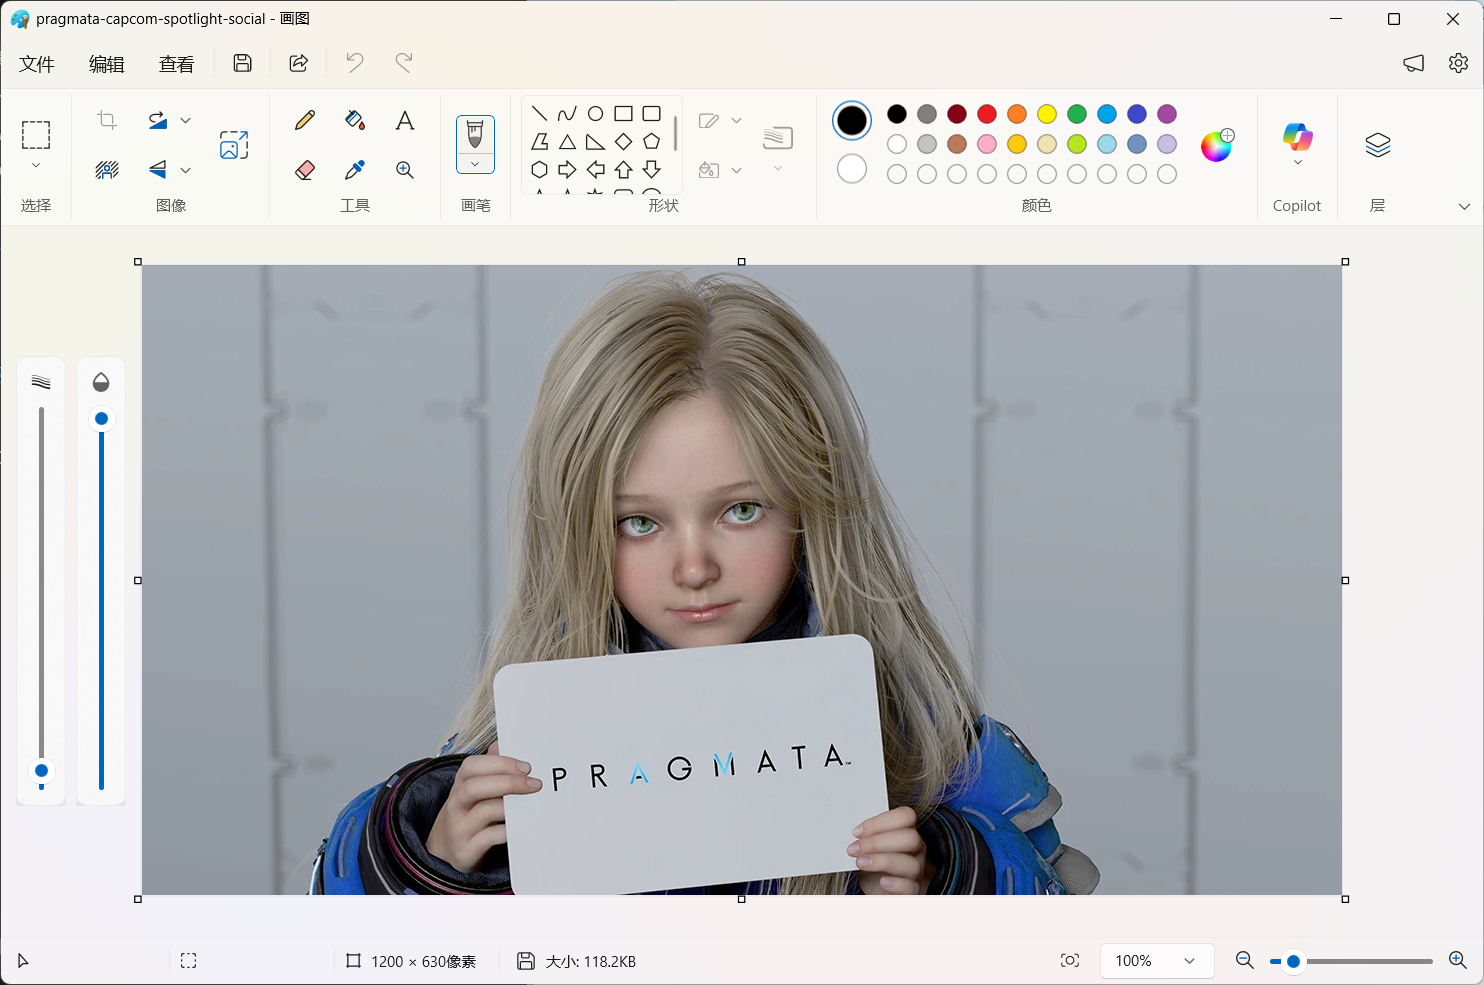 pragmata-capcom-spotlight-social - 画图
文件 编辑 查看
选择
图像
工具
画笔
形状
颜色
Copilot
层
PRAGMATA™
1200 × 630像素
大小: 118.2KB
100%